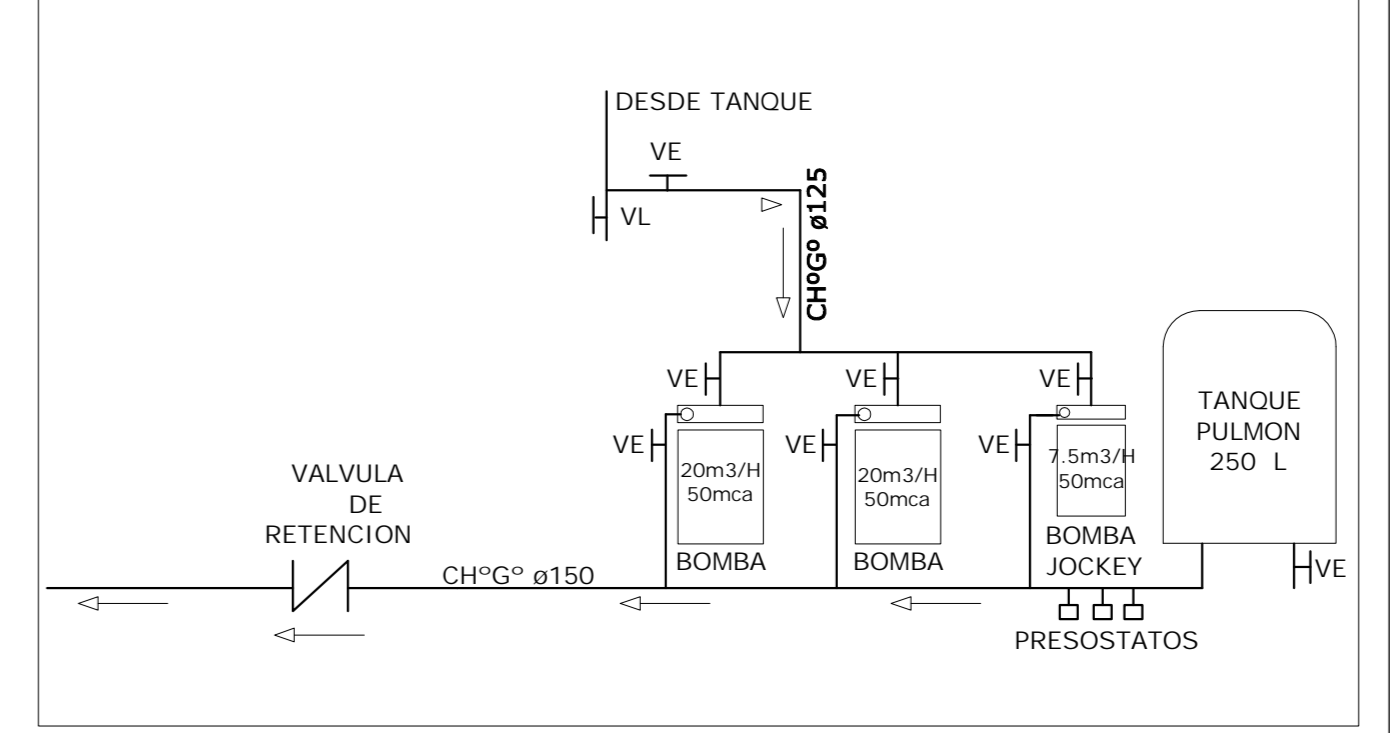 DESDE TANQUE
VE
VL
CHºGº ø125
VE
VE
VE
TANQUE
PULMON
250 L
VE
VE
VE
20m3/H
50mca
20m3/H
50mca
7.5m3/H
50mca
VALVULA
DE
RETENCION
BOMBA
BOMBA
BOMBA
JOCKEY
VE
CHºGº ø150
PRESOSTATOS